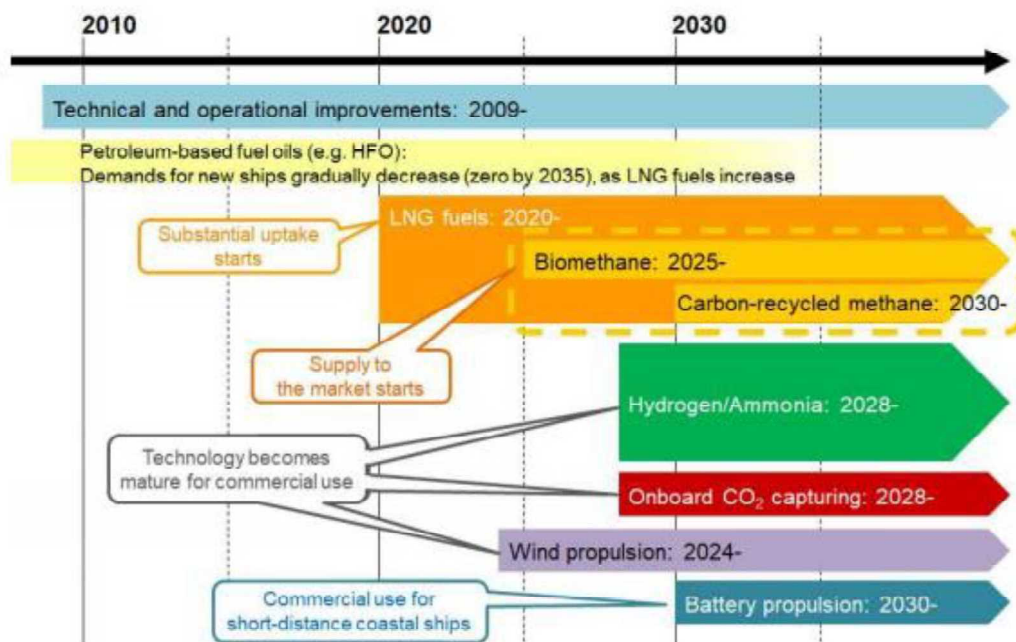 2010 2020 2030
Technical and operational improvements: 2009-
Petroleum-based fuel oils (e.g. HFO):
Demands for new ships gradually decrease (zero by 2035), as LNG fuels increase
LNG fuels: 2020-
Substantial uptake
starts
Biomethane: 2025-
Carbon-recycled methane: 2030-
Supply to
the market starts
Hydrogen/Ammonia: 2028-
Technology becomes
mature for commercial use
Onboard CO₂ capturing: 2028-
Wind propulsion: 2024-
Commercial use for
short-distance coastal ships
Battery propulsion: 2030-